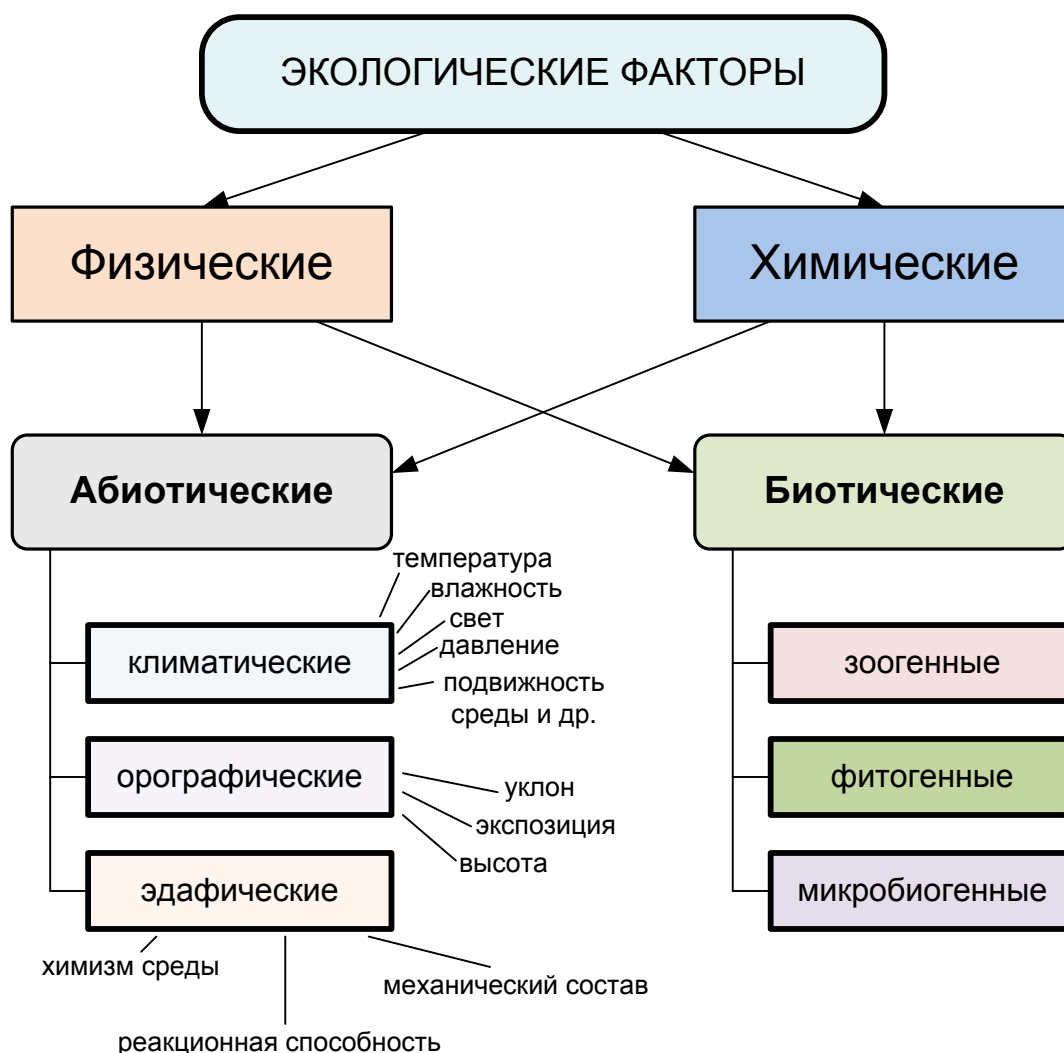 ЭКОЛОГИЧЕСКИЕ ФАКТОРЫ
Физические
Химические
Абиотические
Биотические
температура
влажность
свет
давление
климатические
подвижность
среды и др.
зоогенные
орографические
уклон
экспозиция
высота
фитогенные
эдафические
микробиогенные
химизм среды
механический состав
реакционная способность